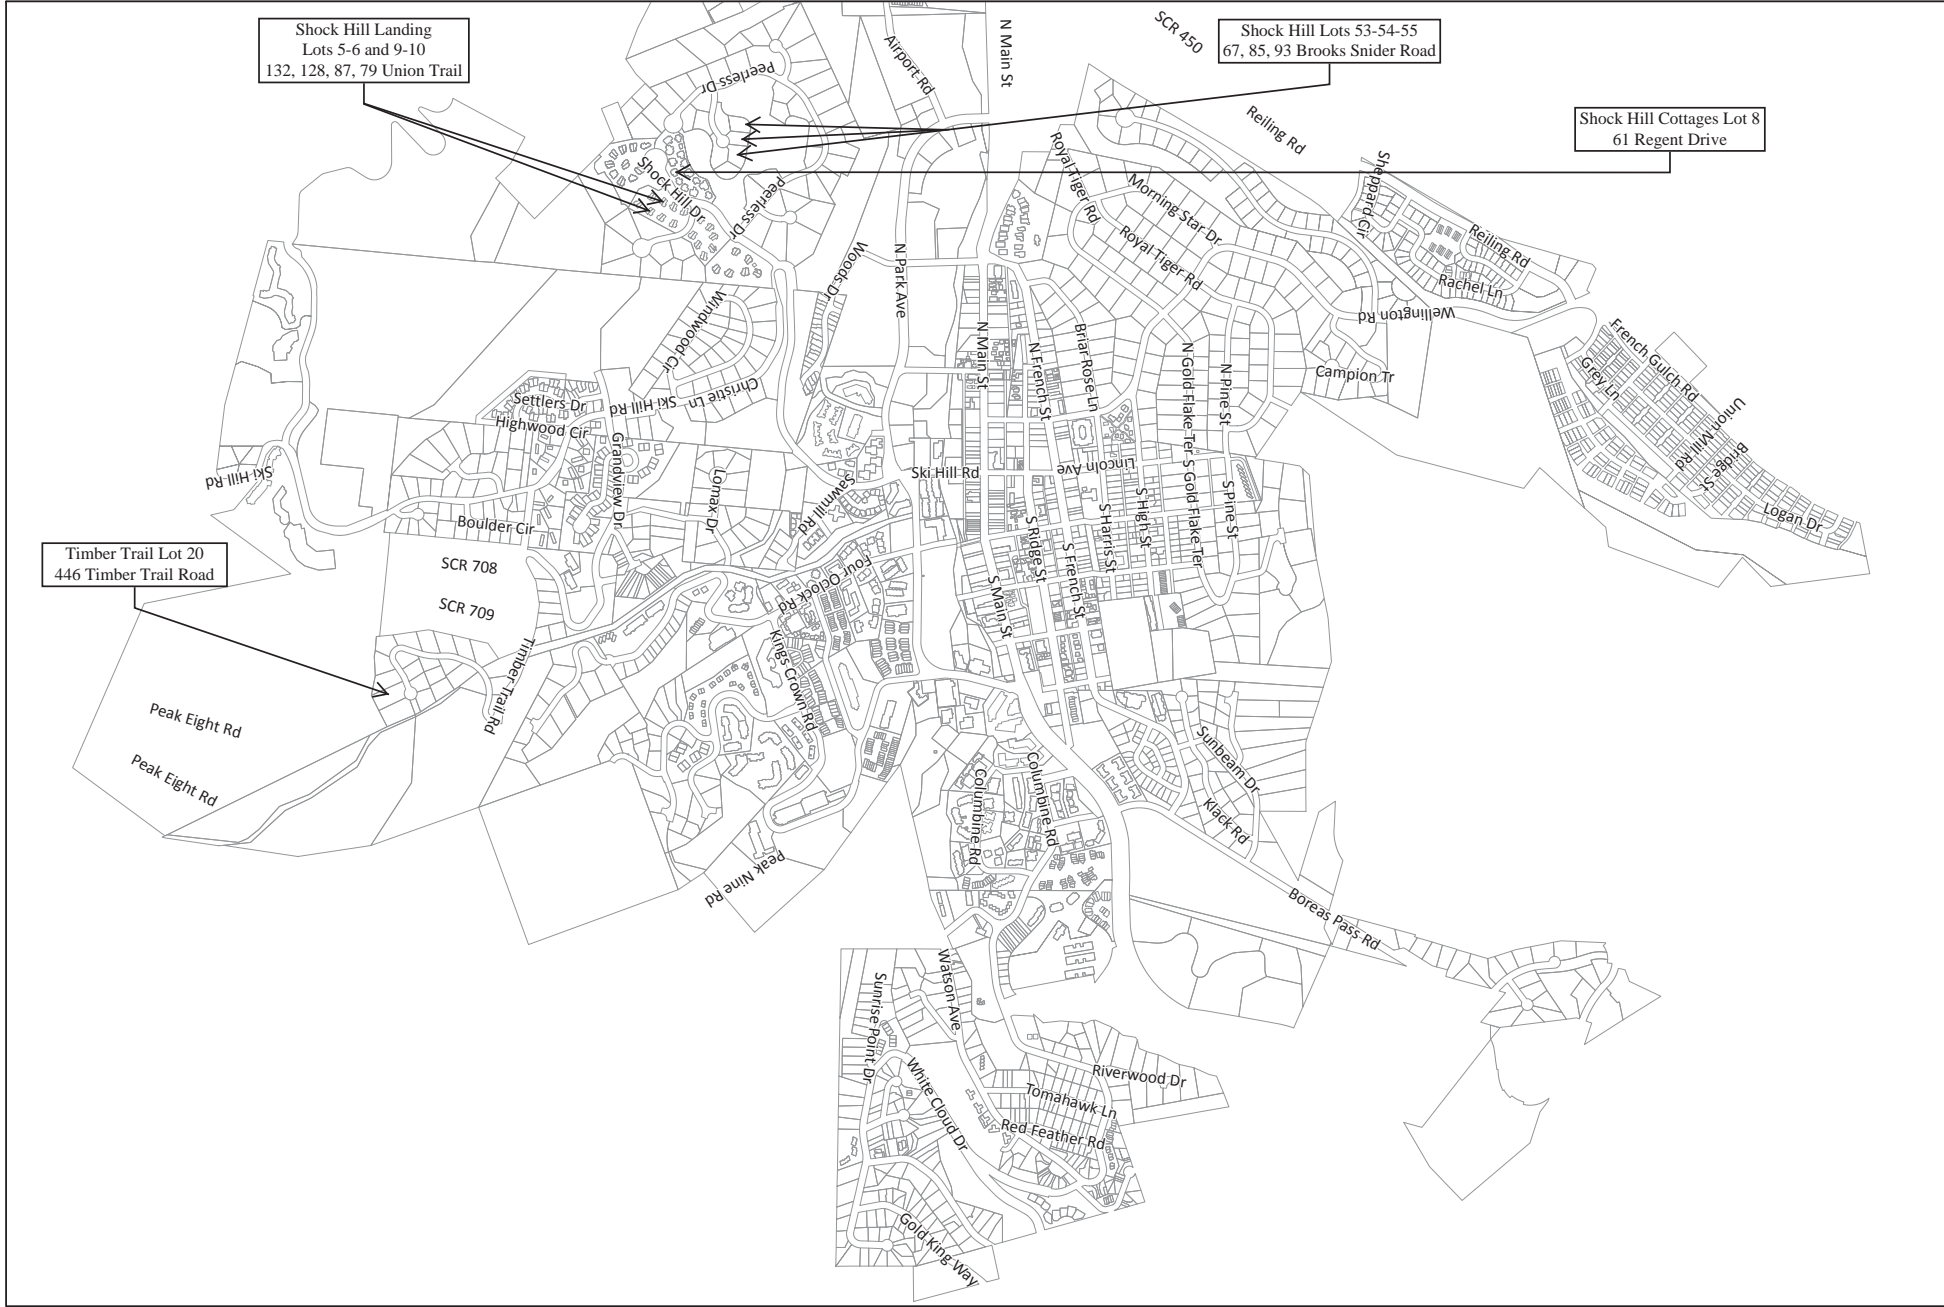 Shock Hill Landing
Lots 5-6 and 9-10
132, 128, 87, 79 Union Trail
Shock Hill Lots 53-54-55
67, 85, 93 Brooks Snider Road
Shock Hill Cottages Lot 8
61 Regent Drive
Timber Trail Lot 20
446 Timber Trail Road
SCR 450
N Main St
Airport Rd
Peerless Dr
Reiling Rd
Shock Hill Dr
Peerless Dr
Royal Tiger Rd
Morning Star Dr
Sheppard Cir
Reiling Rd
Royal Tiger Rd
Rachel Ln
Woods Dr
N Park Ave
Wellington Rd
Windwood Cir
N Main St
N French St
Briar Rose Ln
N Gold Flake Ter
N Pine St
Campion Tr
French Gulch Rd
Grey Ln
Union Mill Rd
Bridge St
Logan Dr
Christie Ln
Ski Hill Rd
Settlers Dr
Highwood Cir
Grandview Dr
Lomax Dr
Ski Hill Rd
Ski Hill Rd
Lincoln Ave
Sawmill Rd
Boulder Cir
S Ridge St
S French St
S Harris St
S High St
S Gold Flake Ter
S Pine St
SCR 708
SCR 709
Four Oclock Rd
S Main St
Kings Crown Rd
Timber Trail Rd
Peak Eight Rd
Peak Eight Rd
Sunbeam Dr
Klack Rd
Columbine Rd
Columbine Rd
Peak Nine Rd
Boreas Pass Rd
Watson Ave
Sunrise Point Dr
White Cloud Dr
Riverwood Dr
Tomahawk Ln
Red Feather Rd
Gold King Way